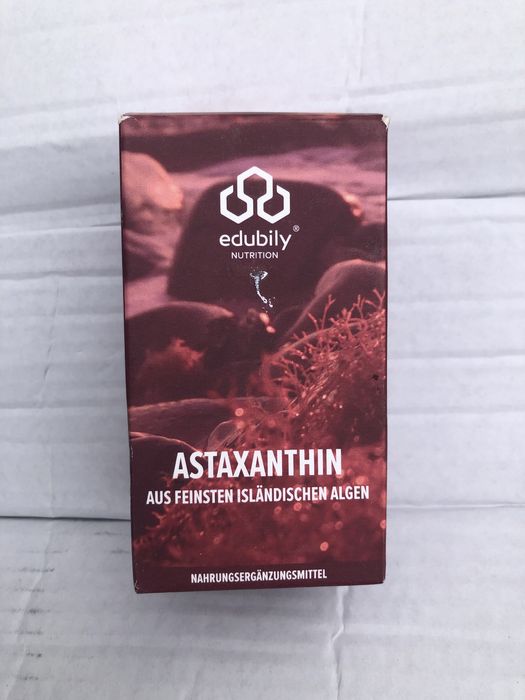 edubily®
NUTRITION
ASTAXANTHIN
AUS FEINSTEN ISLÄNDISCHEN ALGEN
NAHRUNGSERGÄNZUNGSMITTEL